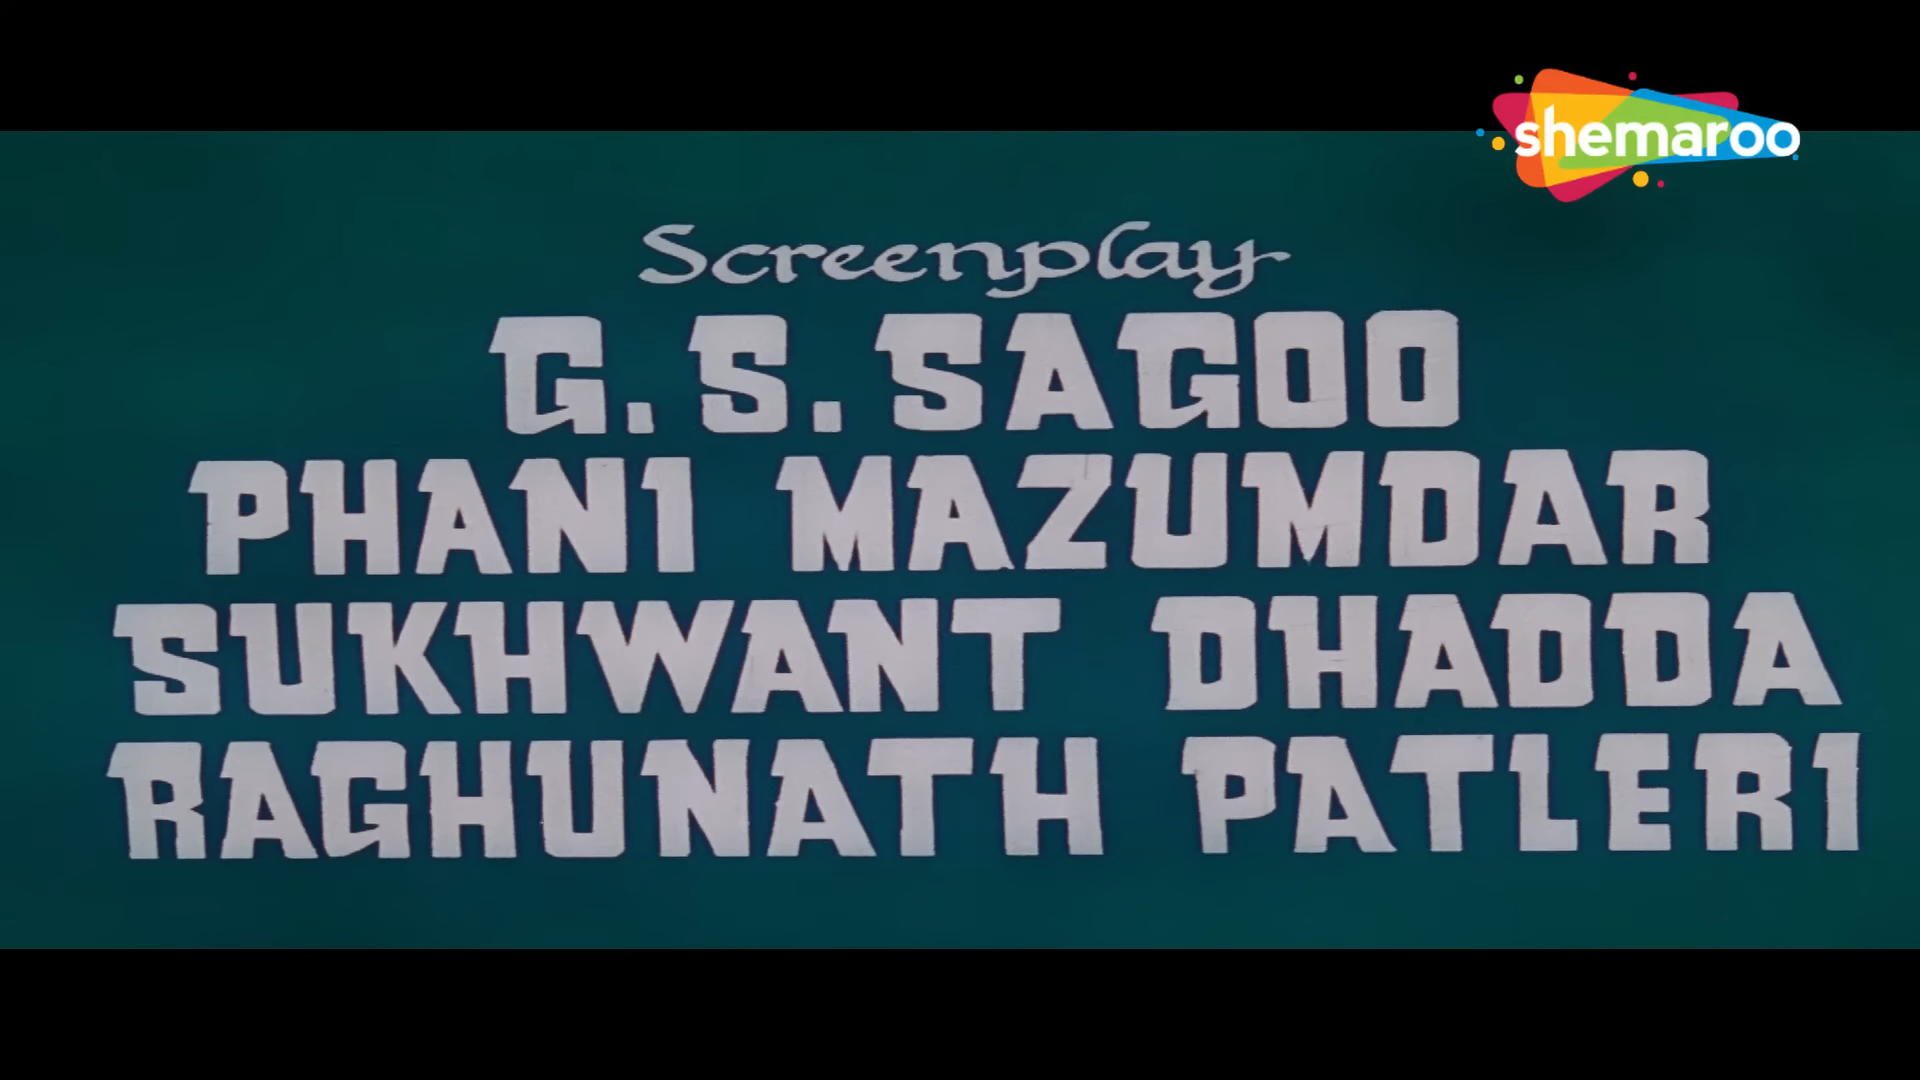 shemaroo
Screenplay
G. S. SAGOO
PHANI MAZUMDAR
SUKHWANT DHADDA
RAGHUNATH PATLERI